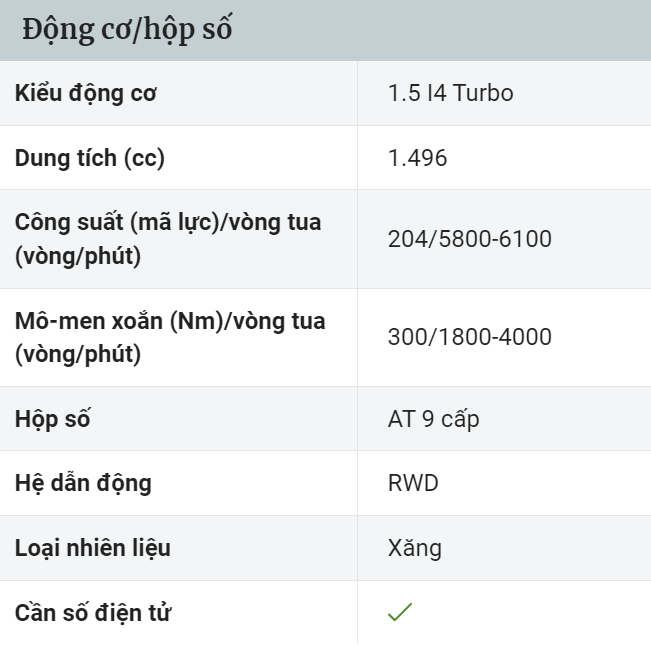 Động cơ/hộp số
Kiểu động cơ
1.5 I4 Turbo
Dung tích (cc)
1.496
Công suất (mã lực)/vòng tua
(vòng/phút)
204/5800-6100
Mô-men xoắn (Nm)/vòng tua
(vòng/phút)
300/1800-4000
Hộp số
AT 9 cấp
Hệ dẫn động
RWD
Loại nhiên liệu
Xăng
Cần số điện tử